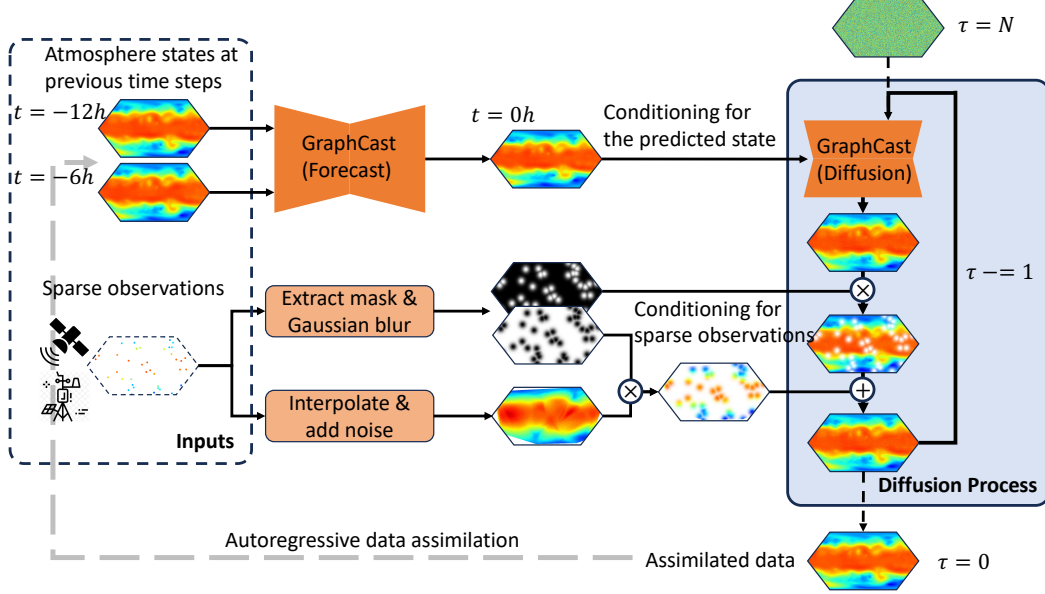 τ = N
Atmosphere states at
previous time steps
t = −12h
t = −6h
GraphCast
(Forecast)
t = 0h
Conditioning for
the predicted state
GraphCast
(Diffusion)
τ −= 1
Sparse observations
Extract mask &
Gaussian blur
Conditioning for
sparse observations
×
×
+
Interpolate &
add noise
Inputs
Diffusion Process
Autoregressive data assimilation
Assimilated data
τ = 0